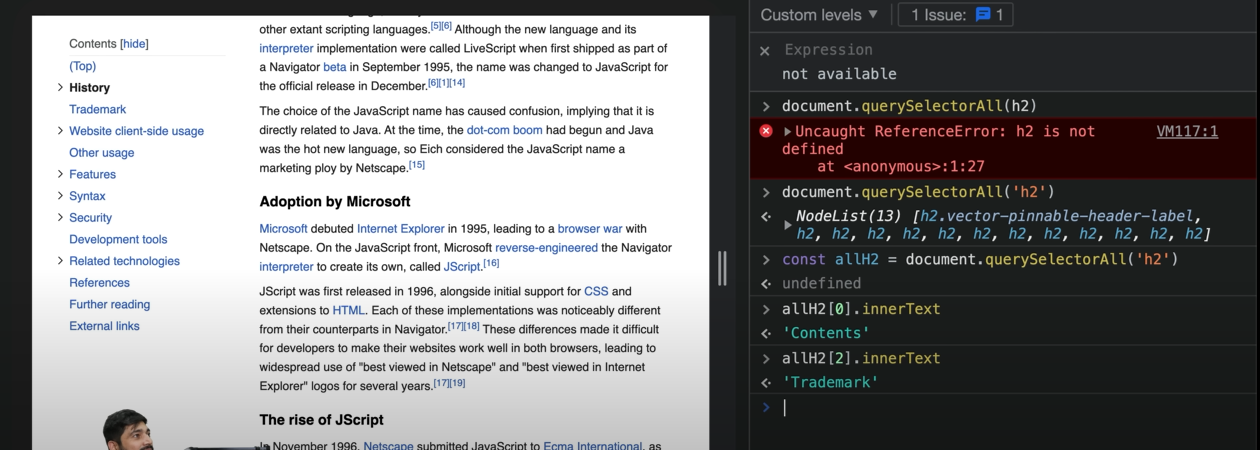 Contents [hide]
(Top)
History
Trademark
Website client-side usage
Other usage
Features
Syntax
Security
Development tools
Related technologies
References
Further reading
External links
other extant scripting languages.[5][6] Although the new language and its
interpreter implementation were called LiveScript when first shipped as part of
a Navigator beta in September 1995, the name was changed to JavaScript for
the official release in December.[6][1][14]
The choice of the JavaScript name has caused confusion, implying that it is
directly related to Java. At the time, the dot-com boom had begun and Java
was the hot new language, so Eich considered the JavaScript name a
marketing ploy by Netscape.[15]
Adoption by Microsoft
Microsoft debuted Internet Explorer in 1995, leading to a browser war with
Netscape. On the JavaScript front, Microsoft reverse-engineered the Navigator
interpreter to create its own, called JScript.[16]
JScript was first released in 1996, alongside initial support for CSS and
extensions to HTML. Each of these implementations was noticeably different
from their counterparts in Navigator.[17][18] These differences made it difficult
for developers to make their websites work well in both browsers, leading to
widespread use of "best viewed in Netscape" and "best viewed in Internet
Explorer" logos for several years.[17][19]
The rise of JScript
In November 1996, Netscape submitted JavaScript to Ecma International, as
Custom levels ▼ 1 Issue: 1
× Expression
not available
> document.querySelectorAll(h2)
▶Uncaught ReferenceError: h2 is not VM117:1
defined
at <anonymous>:1:27
> document.querySelectorAll('h2')
NodeList(13) [h2.vector-pinnable-header-label,
h2, h2, h2, h2, h2, h2, h2, h2, h2, h2, h2, h2]
> const allH2 = document.querySelectorAll('h2')
undefined
> allH2[0].innerText
'Contents'
> allH2[2].innerText
'Trademark'
>